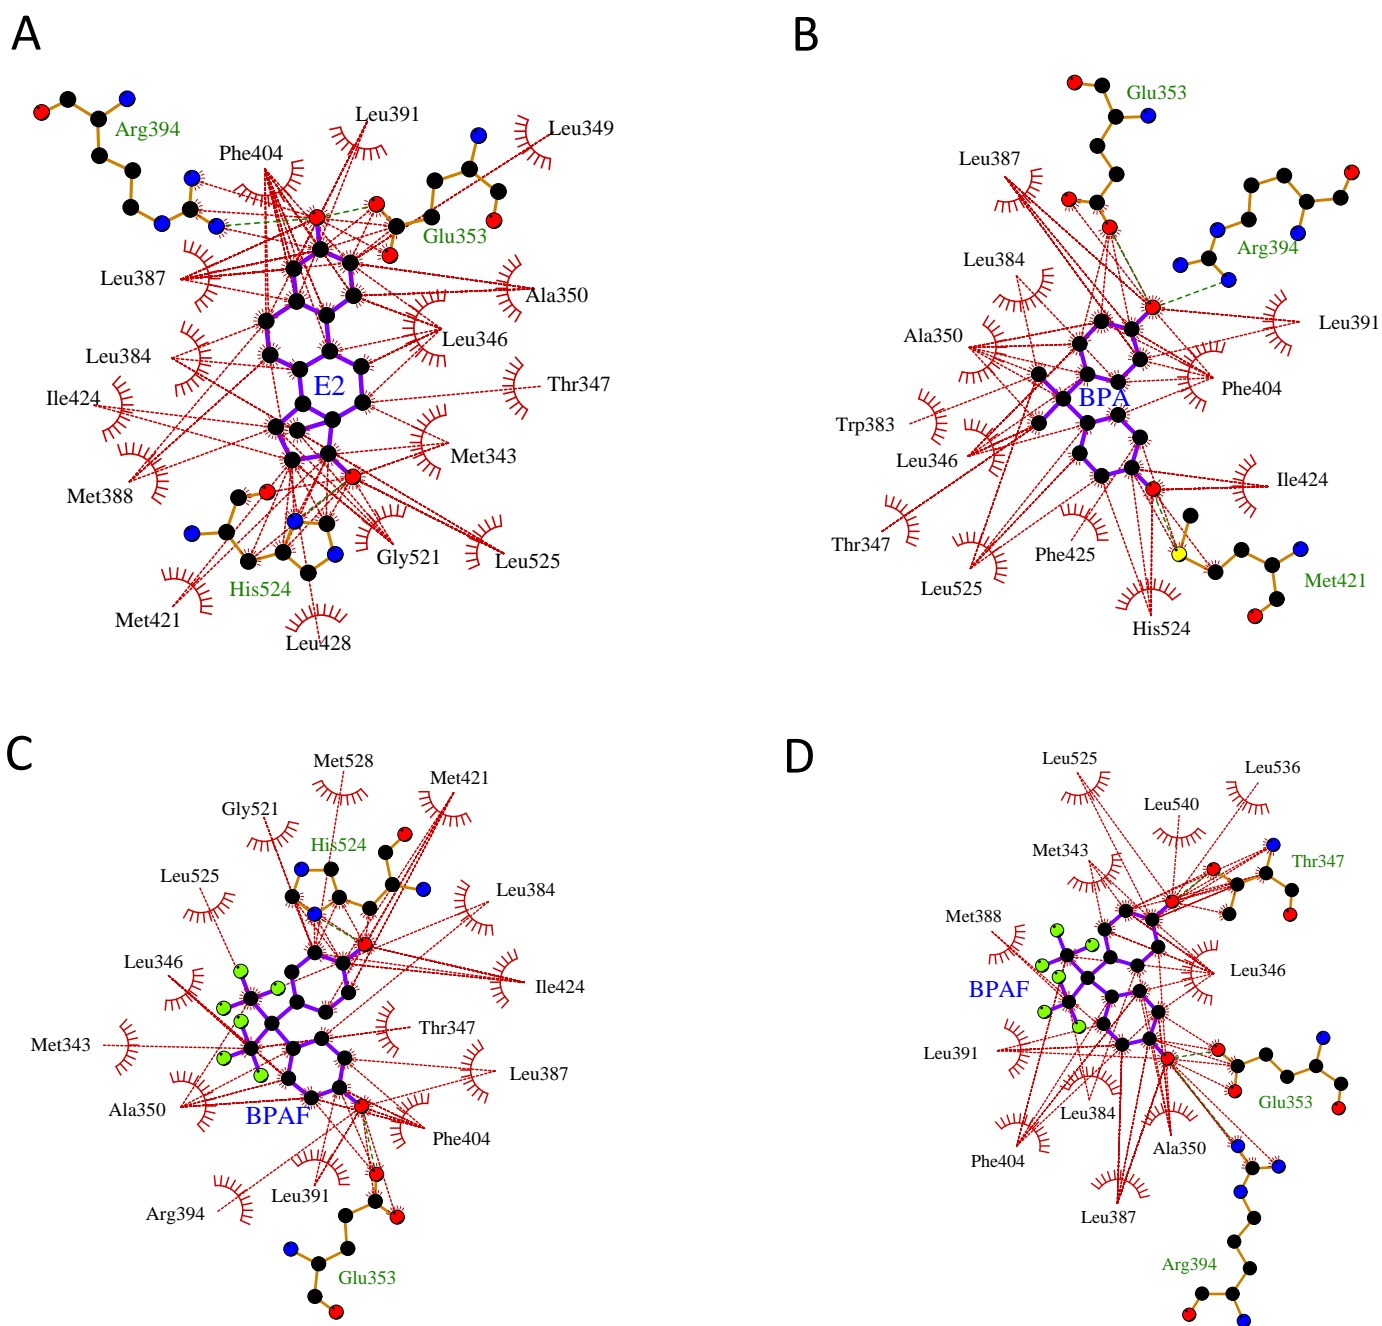 A
Leu391
Leu349
Arg394
Phe404
Glu353
Leu387
Ala350
Leu346
Leu384
E2
Thr347
Ile424
Met343
Met388
Gly521
Leu525
His524
Met421
Leu428
B
Glu353
Leu387
Arg394
Leu384
Leu391
Ala350
Phe404
BPA
Trp383
Leu346
Ile424
Thr347
Phe425
Leu525
Met421
His524
C
Met528
Met421
Gly521
His524
Leu525
Leu384
Leu346
Ile424
Thr347
Met343
Leu387
Ala350
BPAF
Phe404
Leu391
Arg394
Glu353
D
Leu525
Leu536
Leu540
Met343
Thr347
Met388
Leu346
BPAF
Leu391
Glu353
Leu384
Ala350
Phe404
Leu387
Arg394